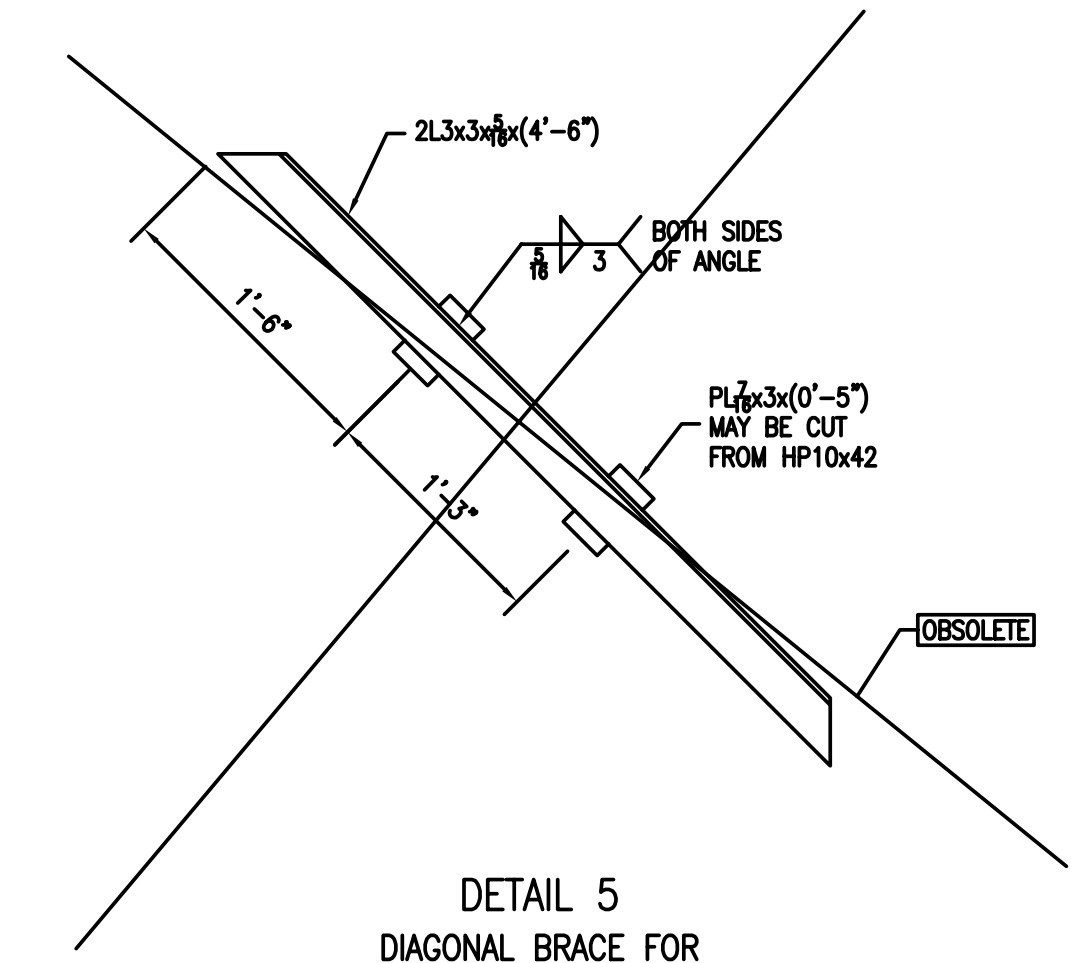 2L3x3x5/16x(4'-6")
BOTH SIDES
OF ANGLE
5/16
3
1'-6"
PL7/16x3x(0'-5")
MAY BE CUT
FROM HP10x42
1'-3"
OBSOLETE
DETAIL 5
DIAGONAL BRACE FOR